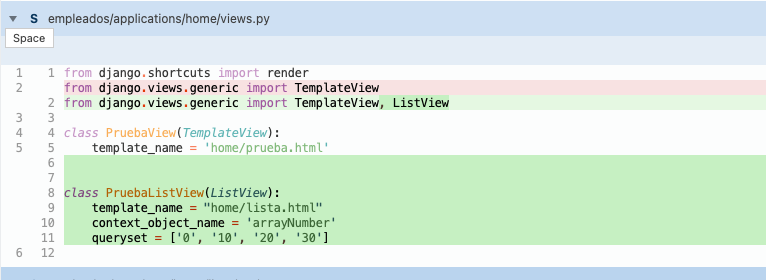 S empleados/applications/home/views.py
Space
1 1 from django.shortcuts import render
2 from django.views.generic import TemplateView
2 from django.views.generic import TemplateView, ListView
3 3
4 4 class PruebaView(TemplateView):
5 5 template_name = 'home/prueba.html'
6
7
8 class PruebaListView(ListView):
9 template_name = "home/lista.html"
10 context_object_name = 'arrayNumber'
11 queryset = ['0', '10', '20', '30']
6 12